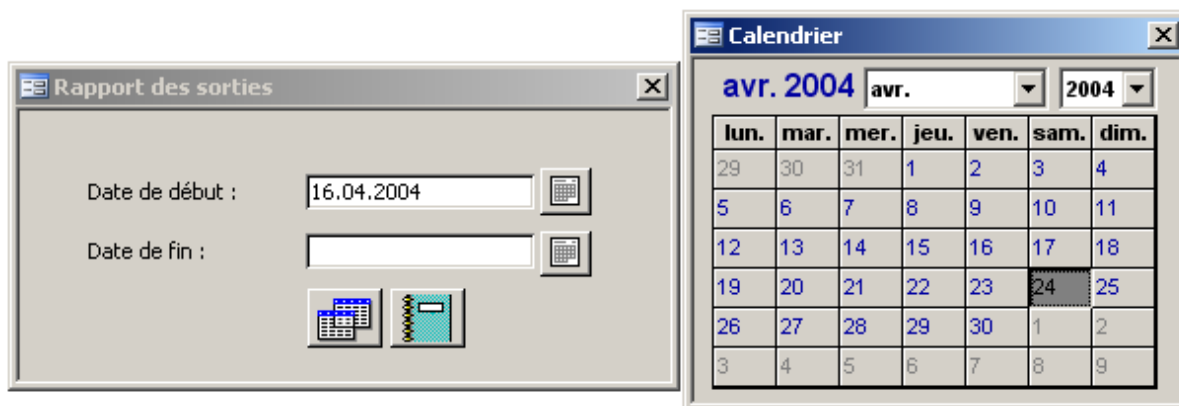 Rapport des sorties
Date de début : 16.04.2004
Date de fin :
Calendrier
avr. 2004 avr. 2004
lun. mar. mer. jeu. ven. sam. dim.
29 30 31 1 2 3 4
5 6 7 8 9 10 11
12 13 14 15 16 17 18
19 20 21 22 23 24 25
26 27 28 29 30 1 2
3 4 5 6 7 8 9